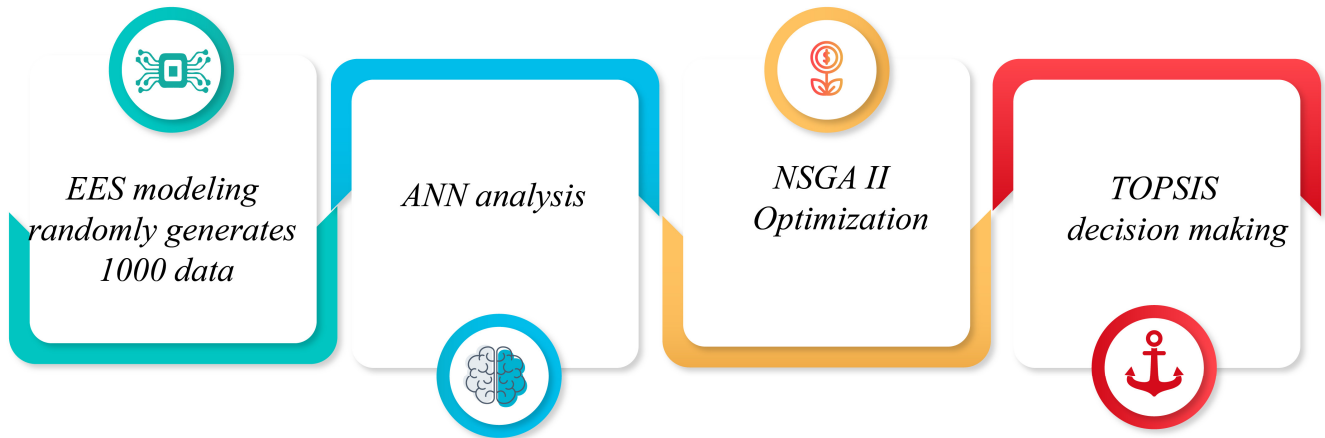 EES modeling
randomly generates
1000 data
ANN analysis
NSGA II
Optimization
TOPSIS
decision making